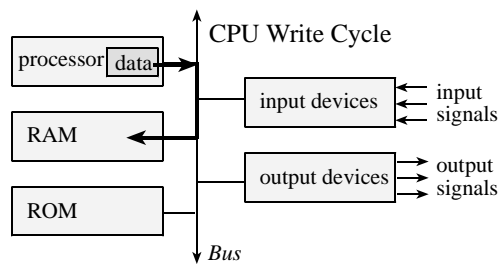 CPU Write Cycle
processor
data
input devices
input
signals
RAM
output devices
output
signals
ROM
Bus